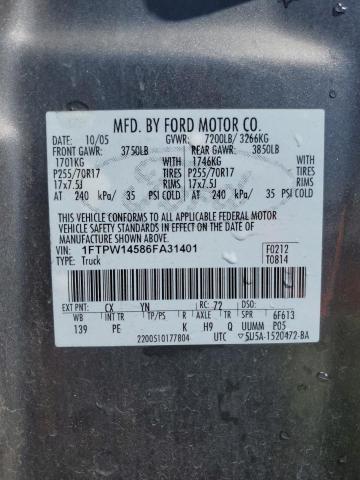 MFD. BY FORD MOTOR CO.
DATE: 10/05 GVWR: 7200LB/ 3266KG
FRONT GAWR: 3750LB REAR GAWR: 3850LB
1701KG WITH 1746KG WITH
P255/70R17 TIRES P255/70R17 TIRES
17x7.5J RIMS 17x7.5J RIMS
AT 240 kPa/ 35 PSI COLD AT 240 kPa/ 35 PSI COLD
THIS VEHICLE CONFORMS TO ALL APPLICABLE FEDERAL MOTOR
VEHICLE SAFETY STANDARDS IN EFFECT ON THE DATE OF
MANUFACTURE SHOWN ABOVE.
VIN: 1FTPW14586FA31401 F0212
TYPE: Truck T0814
EXT PNT: CX YN RC: 72 DSO:
WB INT TR TP/PS R AXLE TR SPR 6F613
139 PE K H9 Q UUMM P05
2200510177804 UTC 5U5A-1520472-BA